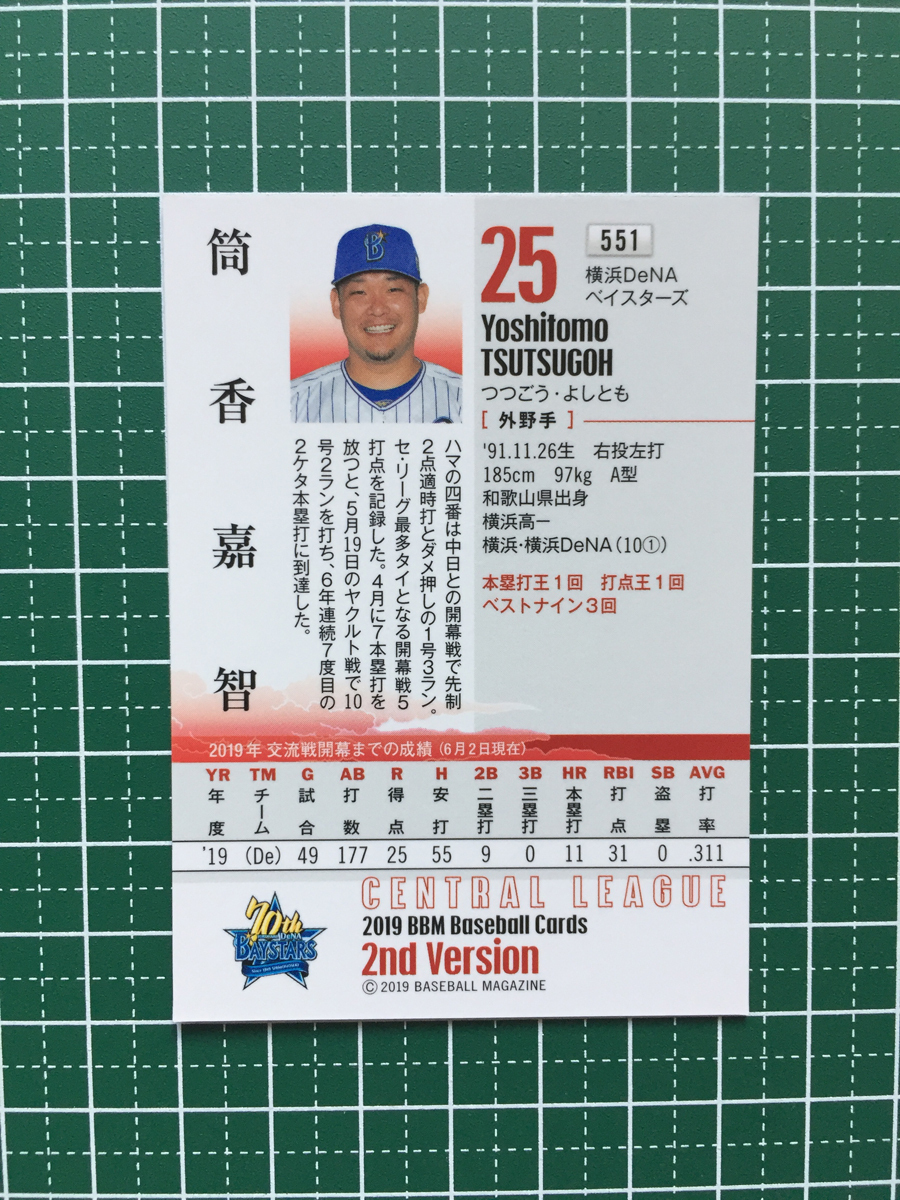 筒香嘉智
25
551
横浜DeNA
ベイスターズ
Yoshitomo
TSUTSUGOH
つつごう・よしとも
[ 外野手 ]
'91.11.26生 右投左打
185cm 97kg A型
和歌山県出身
横浜高一
横浜・横浜DeNA(10①)
本塁打王1回 打点王1回
ベストナイン3回
ハマの四番は中日との開幕戦で先制
2点適時打とダメ押しの1号3ラン。
セ・リーグ最多タイとなる開幕戦5
打点を記録した。4月に7本塁打を
放つと、5月19日のヤクルト戦で10
号2ランを打ち、6年連続7度目の
2ケタ本塁打に到達した。
2019年 交流戦開幕までの成績 (6月2日現在)
YR TM G AB R H 2B 3B HR RBI SB AVG
年度 チーム 試合 打数 得点 安打 二塁打 三塁打 本塁打 打点 盗塁 打率
'19 (De) 49 177 25 55 9 0 11 31 0 .311
CENTRAL LEAGUE
2019 BBM Baseball Cards
2nd Version
© 2019 BASEBALL MAGAZINE
70th
DeNA
BAYSTARS